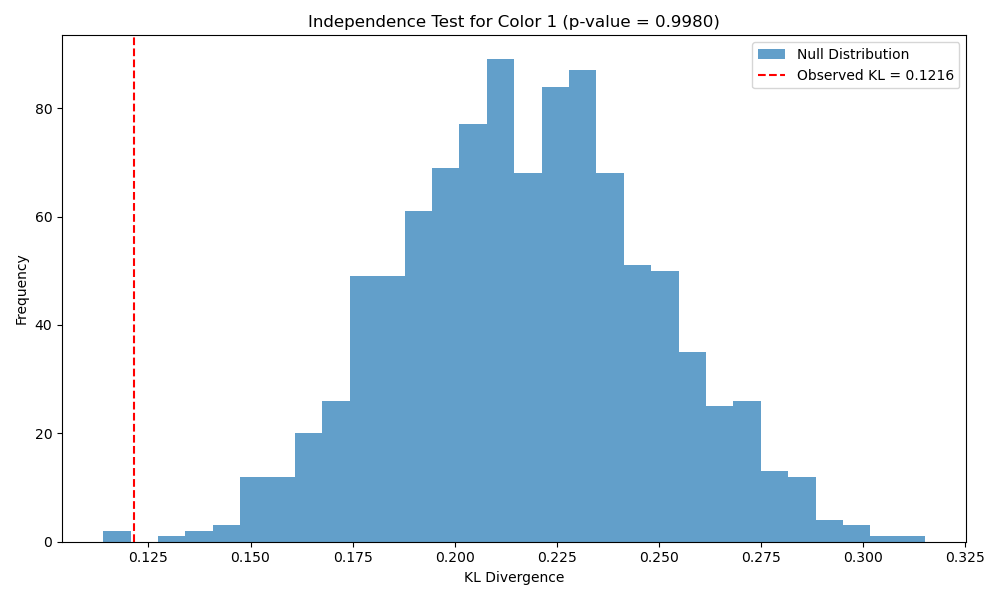 Independence Test for Color 1 (p-value = 0.9980)
Null Distribution
Observed KL = 0.1216
Frequency
80
60
40
20
0
0.125 0.150 0.175 0.200 0.225 0.250 0.275 0.300 0.325
KL Divergence